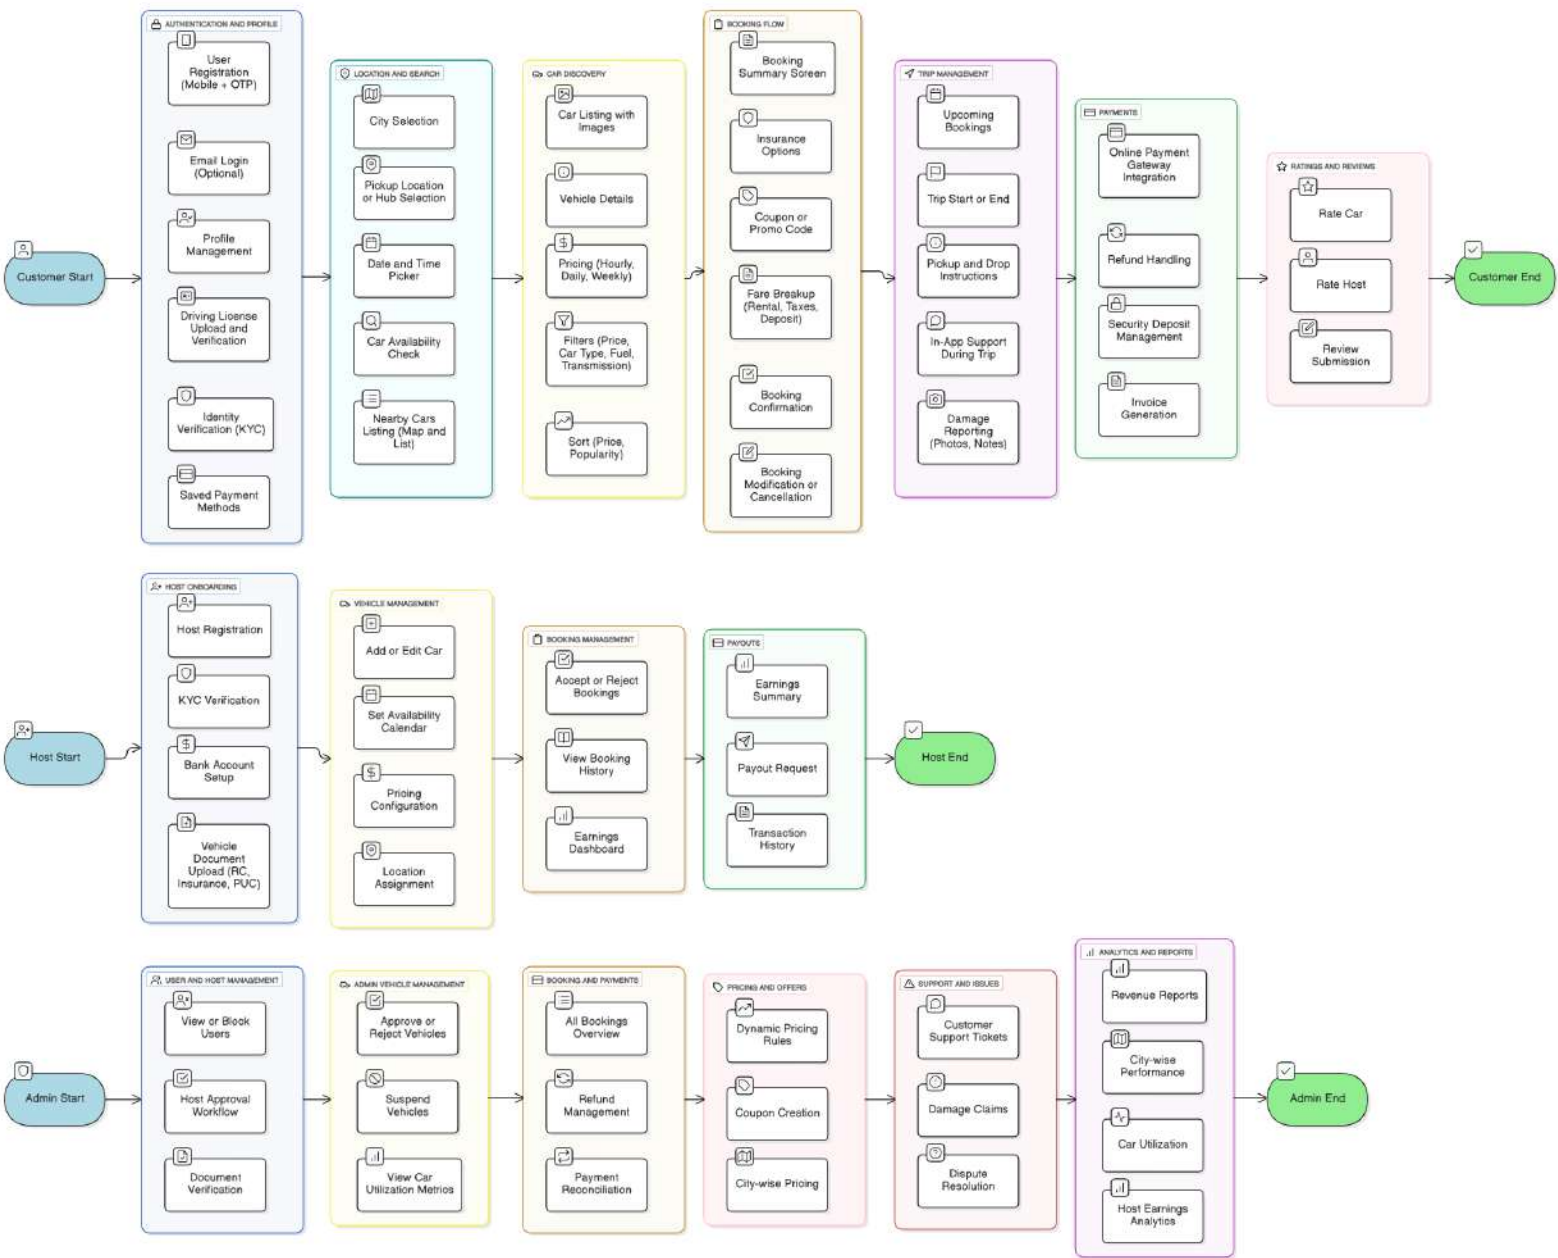 AUTHENTICATION AND PROFILE
User
Registration
(Mobile + OTP)
Email Login
(Optional)
Profile
Management
Driving License
Upload and
Verification
Identity
Verification (KYC)
Saved Payment
Methods
Customer Start
LOCATION AND SEARCH
City Selection
Pickup Location
or Hub Selection
Date and Time
Picker
Car Availability
Check
Nearby Cars
Listing (Map and
List)
CAR DISCOVERY
Car Listing with
Images
Vehicle Details
Pricing (Hourly,
Daily, Weekly)
Filters (Price,
Car Type, Fuel,
Transmission)
Sort (Price,
Popularity)
BOOKING FLOW
Booking
Summary Screen
Insurance
Options
Coupon or
Promo Code
Fare Breakup
(Rental, Taxes,
Deposit)
Booking
Confirmation
Booking
Modification or
Cancellation
TRIP MANAGEMENT
Upcoming
Bookings
Trip Start or End
Pickup and Drop
Instructions
In-App Support
During Trip
Damage
Reporting
(Photos, Notes)
PAYMENTS
Online Payment
Gateway
Integration
Refund Handling
Security Deposit
Management
Invoice
Generation
RATINGS AND REVIEWS
Rate Car
Rate Host
Review
Submission
Customer End
Host Start
HOST ONBOARDING
Host Registration
KYC Verification
Bank Account
Setup
Vehicle
Document
Upload (RC,
Insurance, PUC)
VEHICLE MANAGEMENT
Add or Edit Car
Set Availability
Calendar
Pricing
Configuration
Location
Assignment
BOOKING MANAGEMENT
Accept or Reject
Bookings
View Booking
History
Earnings
Dashboard
PAYOUTS
Earnings
Summary
Payout Request
Transaction
History
Host End
Admin Start
USER AND HOST MANAGEMENT
View or Block
Users
Host Approval
Workflow
Document
Verification
ADMIN VEHICLE MANAGEMENT
Approve or
Reject Vehicles
Suspend
Vehicles
View Car
Utilization Metrics
BOOKING AND PAYMENTS
All Bookings
Overview
Refund
Management
Payment
Reconciliation
PRICING AND OFFERS
Dynamic Pricing
Rules
Coupon Creation
City-wise Pricing
SUPPORT AND ISSUES
Customer
Support Tickets
Damage Claims
Dispute
Resolution
ANALYTICS AND REPORTS
Revenue Reports
City-wise
Performance
Car Utilization
Host Earnings
Analytics
Admin End